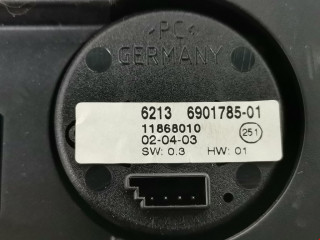 >PC<
GERMANY
6213 6901785-01
11868010
02-04-03 251
SW: 0.3 HW: 01